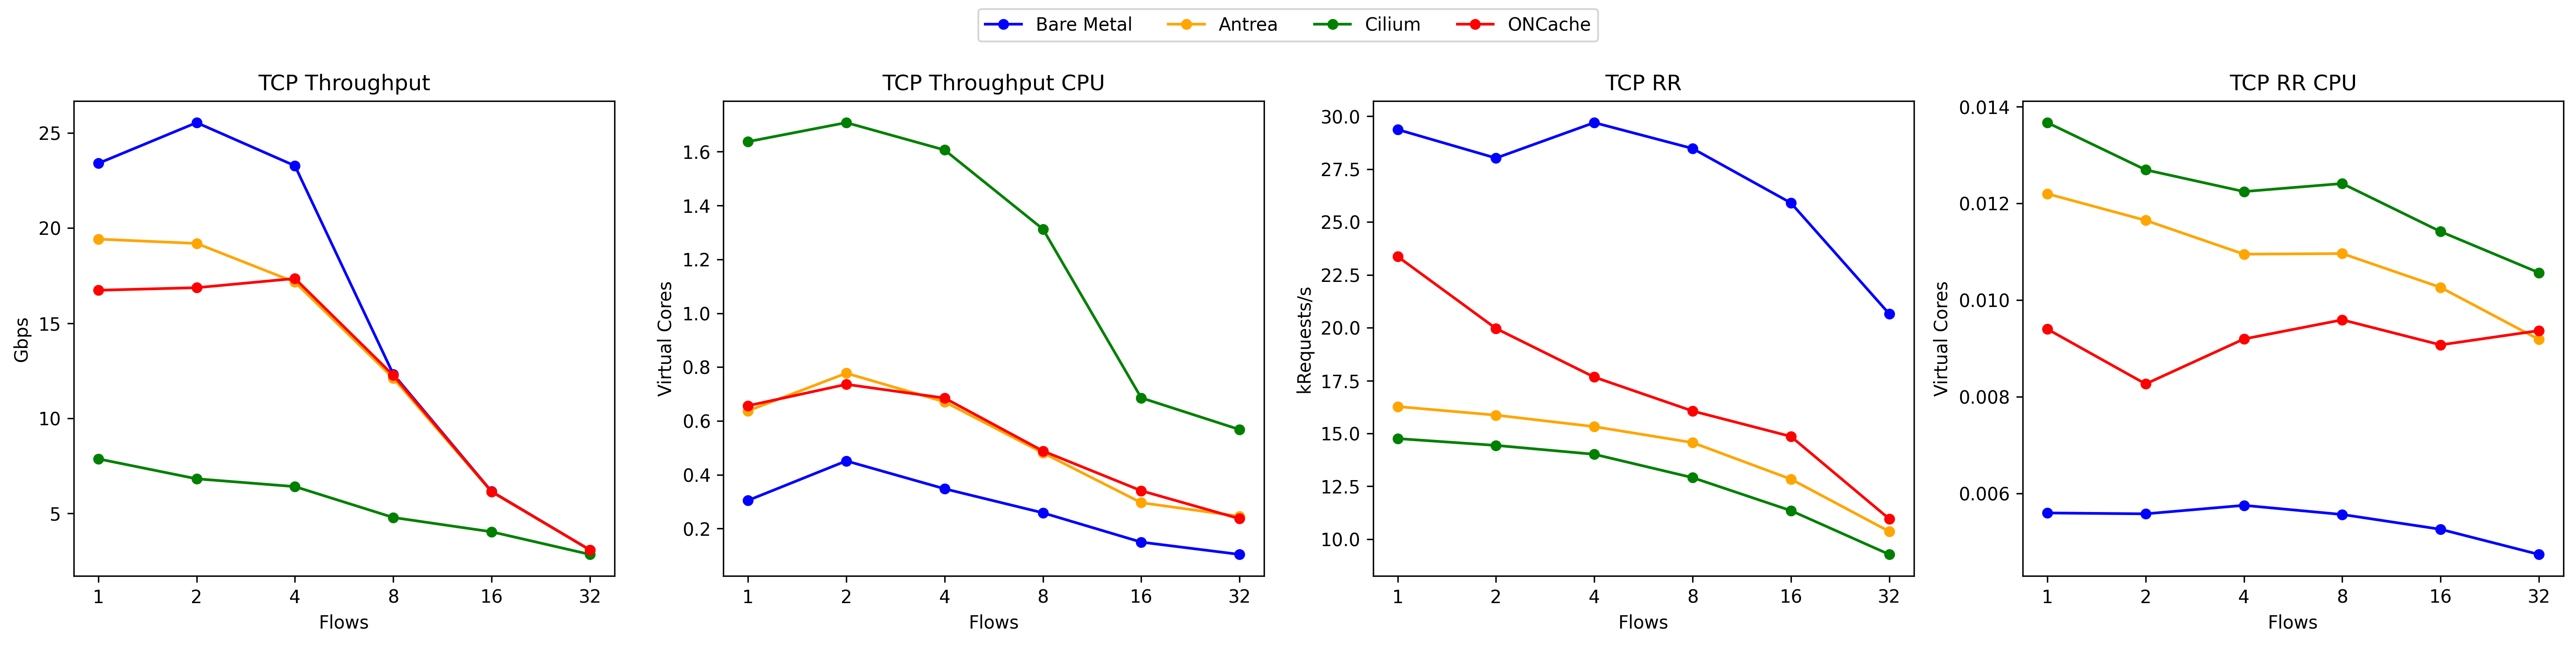 Bare Metal Antrea Cilium ONCache
TCP Throughput
Gbps
25
20
15
10
5
1 2 4 8 16 32
Flows
TCP Throughput CPU
Virtual Cores
1.6
1.4
1.2
1.0
0.8
0.6
0.4
0.2
1 2 4 8 16 32
Flows
TCP RR
kRequests/s
30.0
27.5
25.0
22.5
20.0
17.5
15.0
12.5
10.0
1 2 4 8 16 32
Flows
TCP RR CPU
Virtual Cores
0.014
0.012
0.010
0.008
0.006
1 2 4 8 16 32
Flows